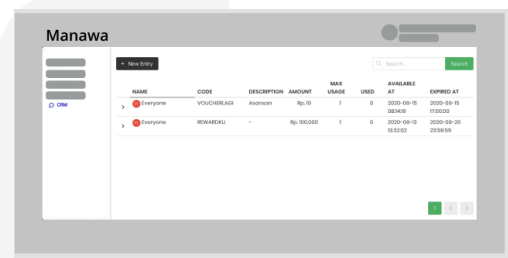 Manawa
+ New Entry
Search...
Search
CRM
NAME CODE DESCRIPTION AMOUNT MAX USAGE USED AVAILABLE AT EXPIRED AT
Everyone VOUCHERLAGI Asamsan Rp. 10 1 0 2020-08-15 08:14:19 2020-08-15 17:00:00
Everyone REWARDKU - Rp. 100.000 1 0 2020-08-13 13:32:02 2020-08-20 23:59:59
1